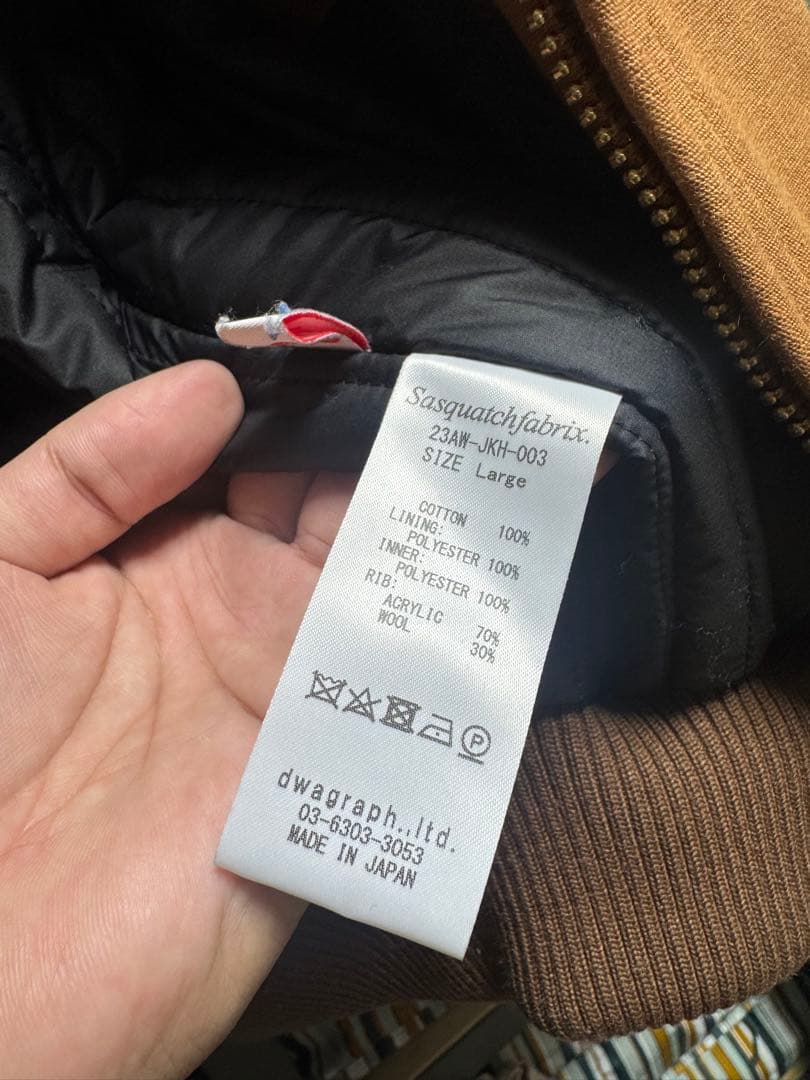 Sasquatchfabrix.
23AW-JKH-003
SIZE Large
COTTON 100%
LINING:
POLYESTER 100%
INNER:
POLYESTER 100%
RIB:
ACRYLIC 70%
WOOL 30%
P
dwagraph.,ltd.
03-6303-3053
MADE IN JAPAN